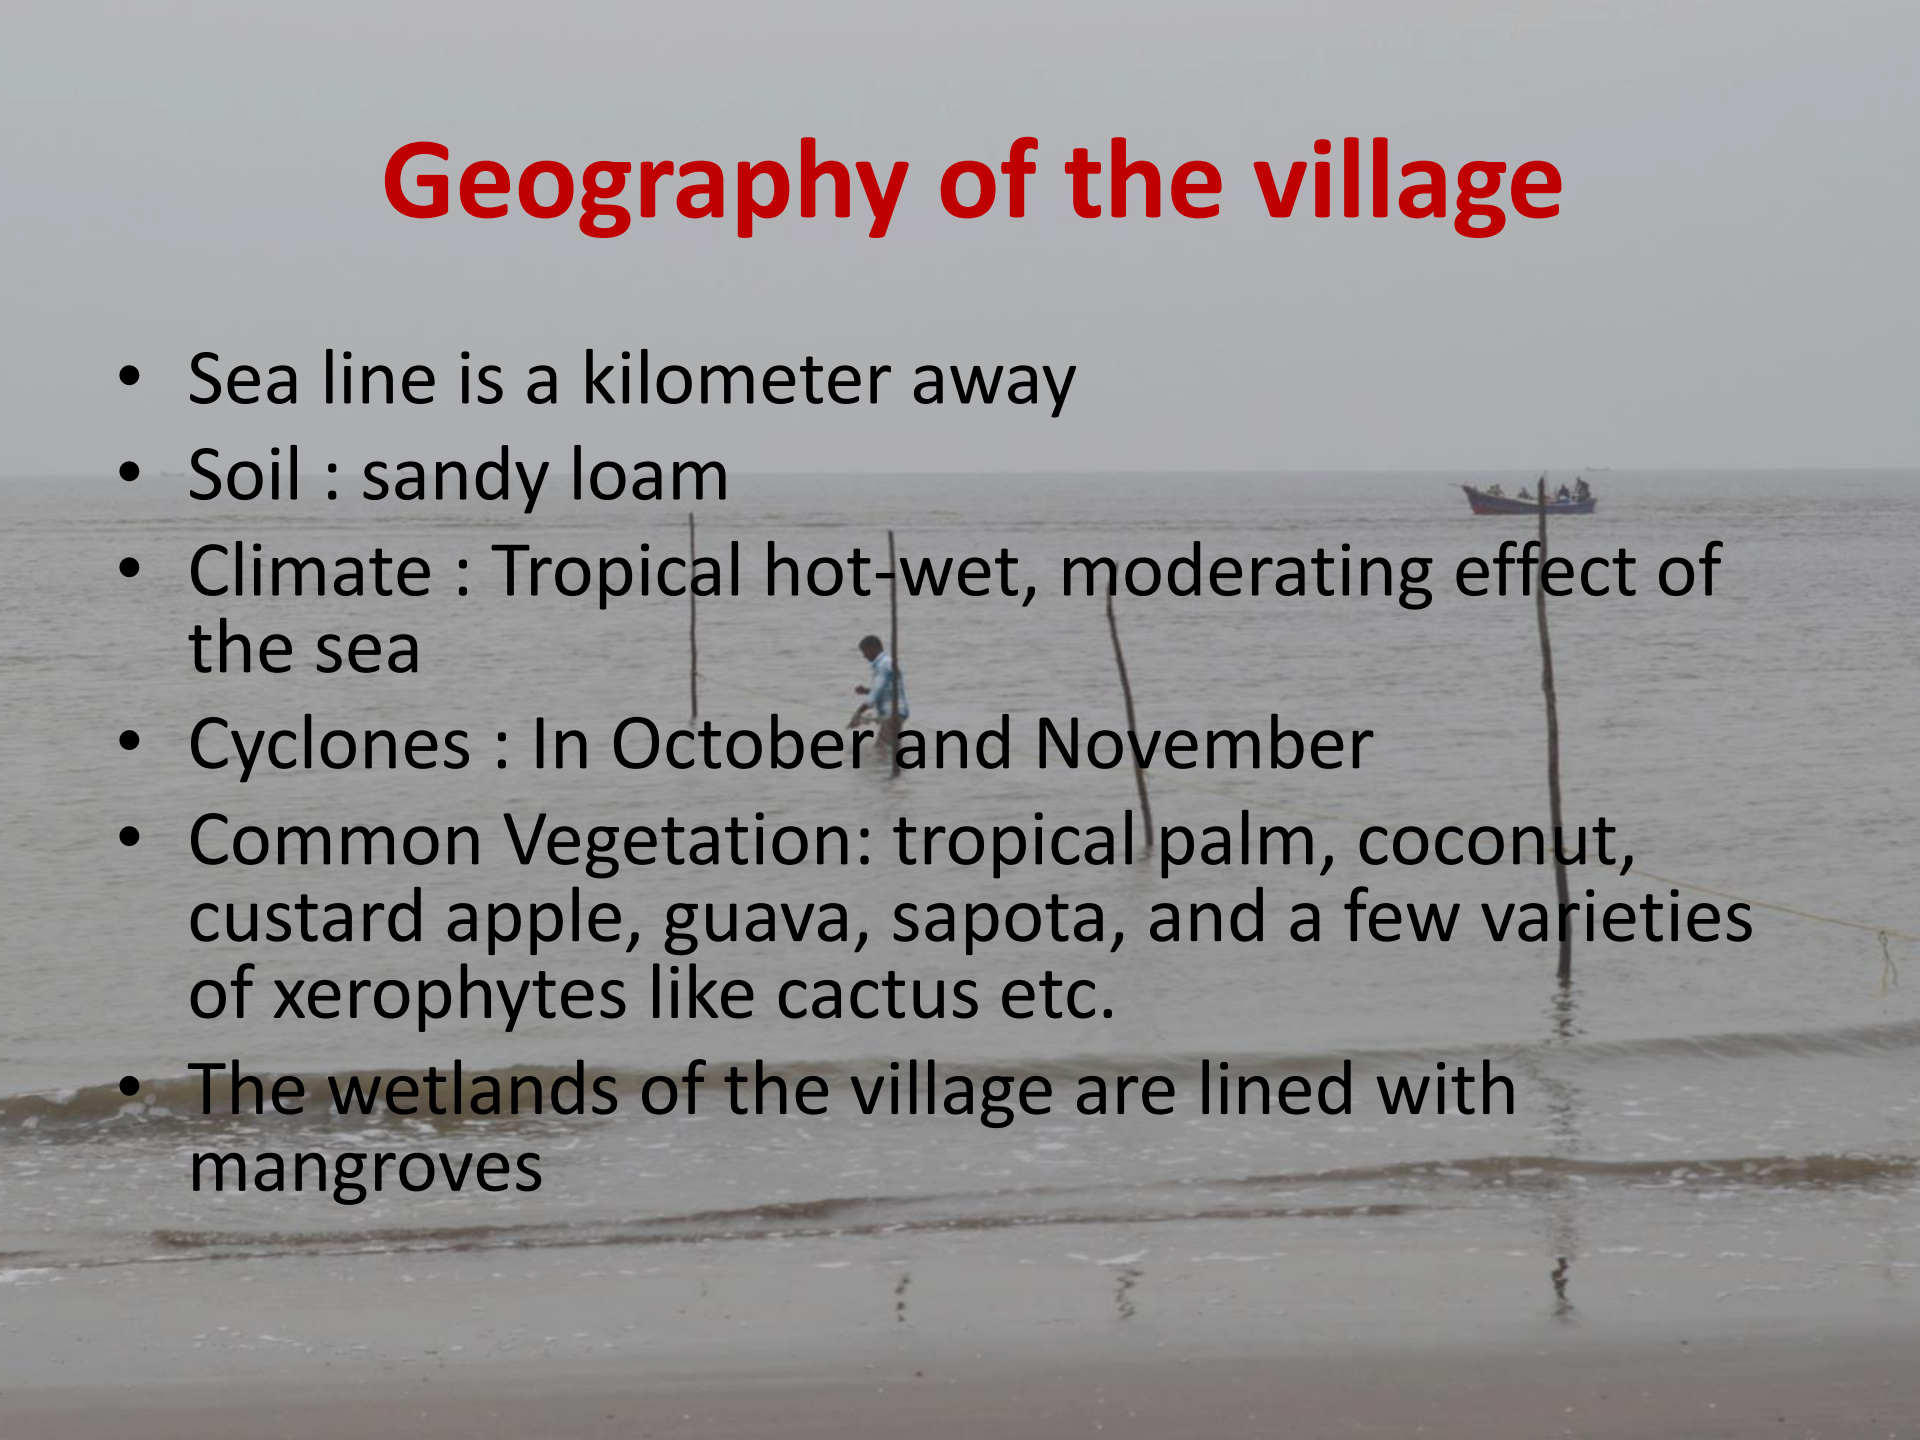 Geography of the village
• Sea line is a kilometer away
• Soil : sandy loam
• Climate : Tropical hot-wet, moderating effect of
the sea
• Cyclones : In October and November
• Common Vegetation: tropical palm, coconut,
custard apple, guava, sapota, and a few varieties
of xerophytes like cactus etc.
• The wetlands of the village are lined with
mangroves